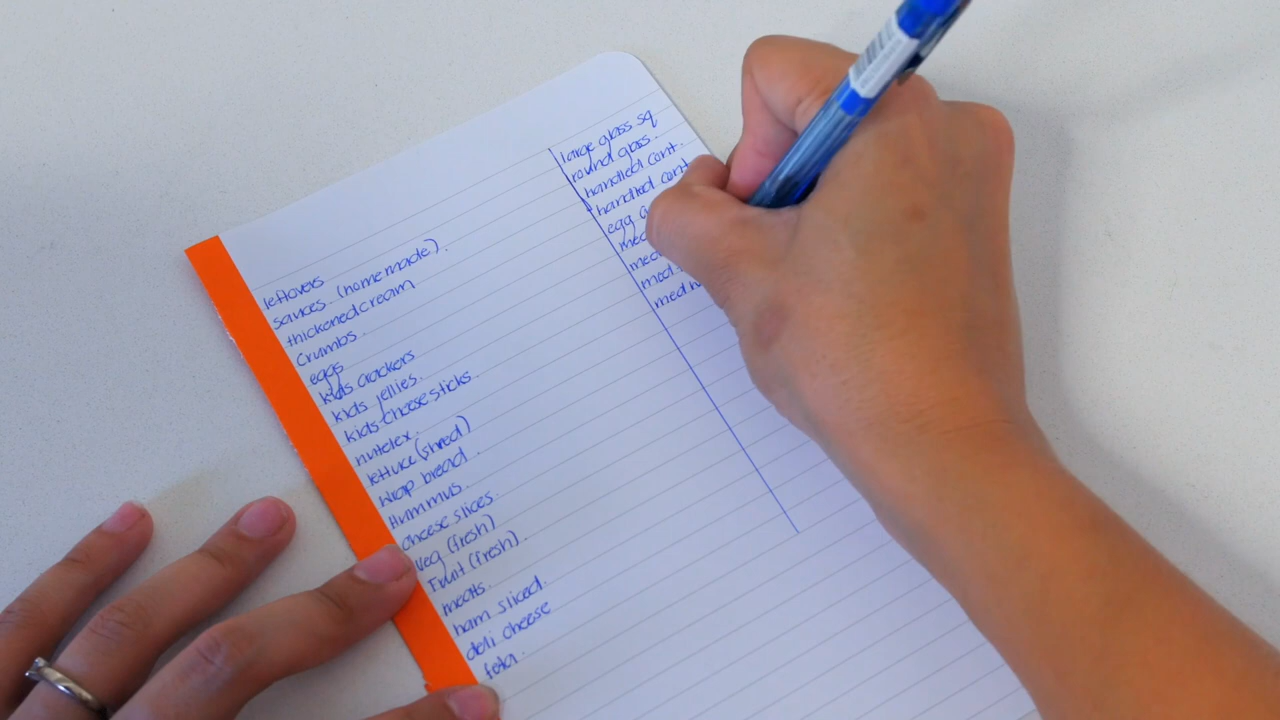 leftovers
sauces. (homemade).
thickened cream
crumbs.
eggs
kids crackers
kids jellies.
kids cheese sticks.
nutelex.
lettuce (shred)
wrap bread.
Hummus.
cheese slices.
veg (fresh)
Fruit (fresh).
meats.
ham sliced.
deli cheese
feta.
large glass sq
round glass.
handled cont.
handled cont
egg
med